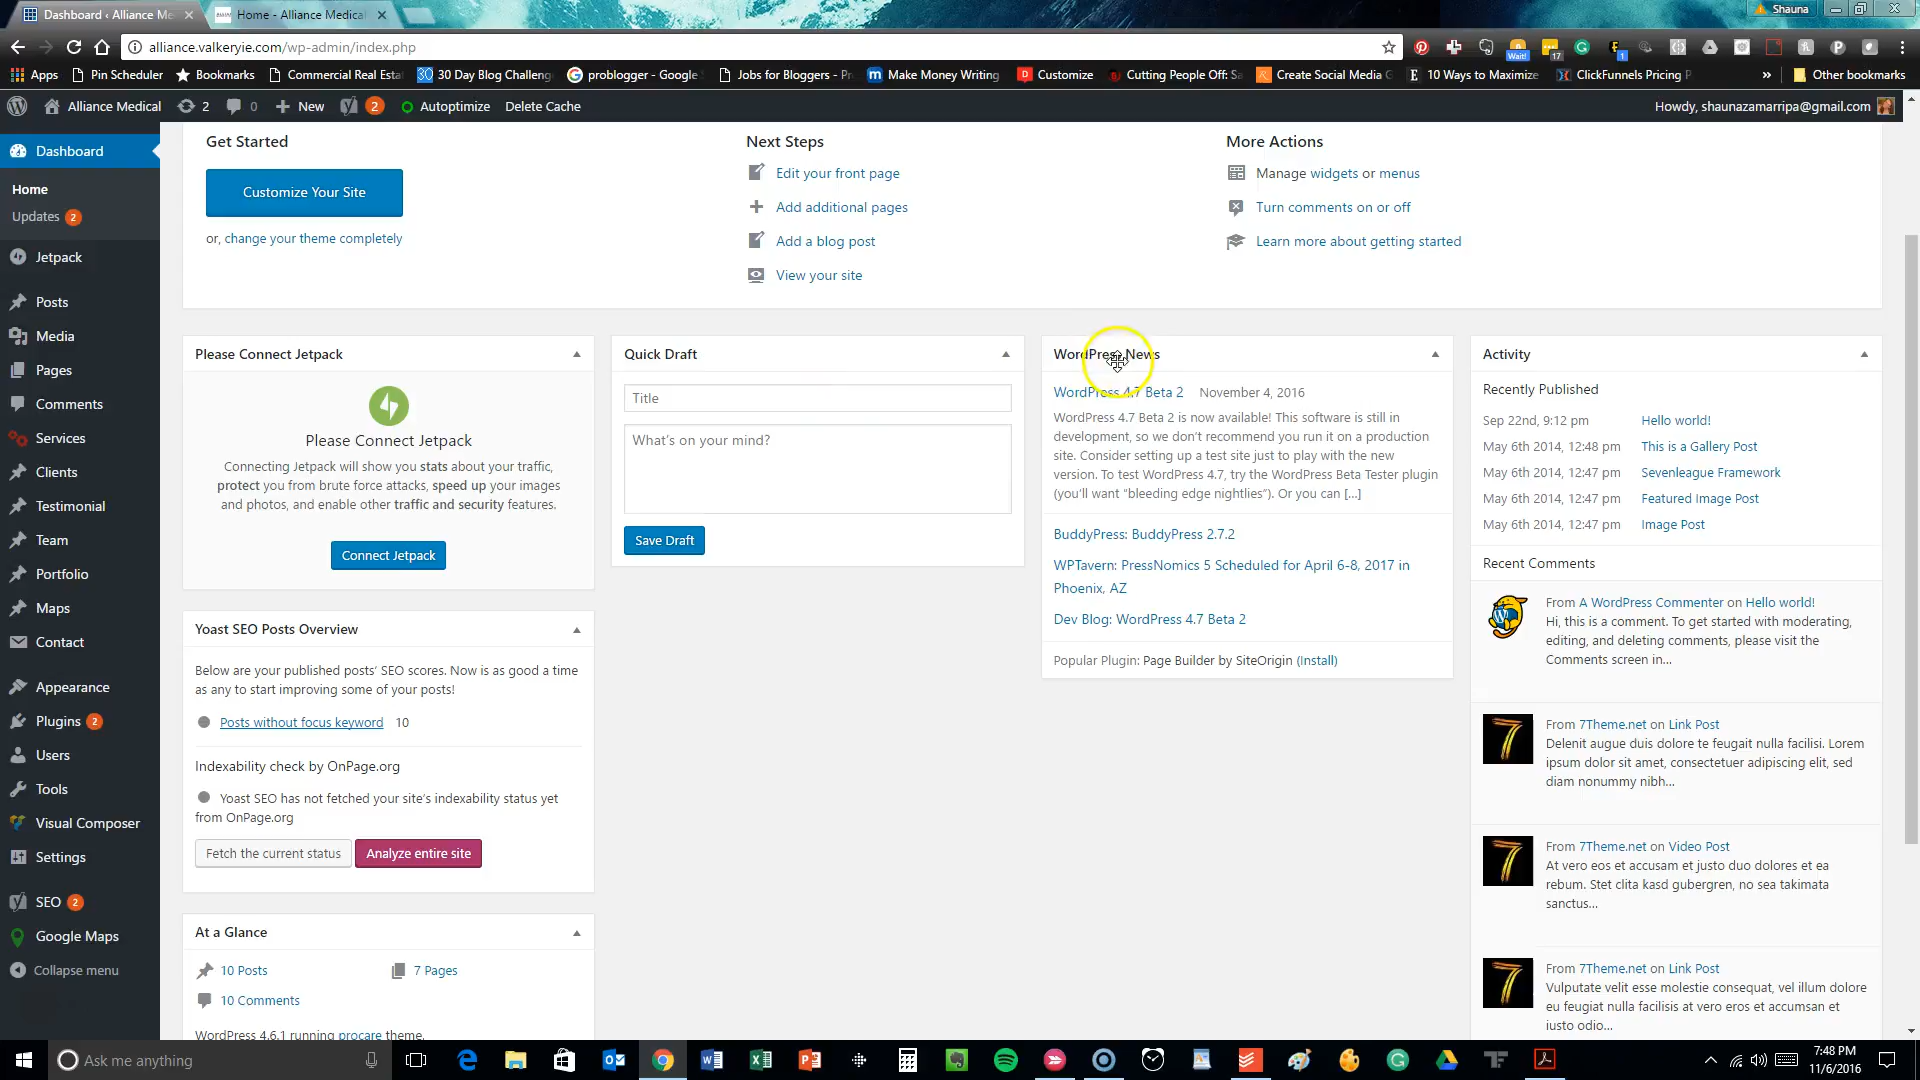 Dashboard ‹ Alliance Me
Home - Alliance Medical
Shauna
alliance.valkeryie.com/wp-admin/index.php
Wait!
17
1
Apps
Pin Scheduler
Bookmarks
Commercial Real Esta
30 Day Blog Challeng
problogger - Google
Jobs for Bloggers - Pr
Make Money Writing
Customize
Cutting People Off: Sa
Create Social Media G
10 Ways to Maximize
ClickFunnels Pricing P
»
Other bookmarks
Alliance Medical
2
0
New
2
Autoptimize
Delete Cache
Howdy, shaunazamarripa@gmail.com
Dashboard
Home
Updates 2
Jetpack
Posts
Media
Pages
Comments
Services
Clients
Testimonial
Team
Portfolio
Maps
Contact
Appearance
Plugins 2
Users
Tools
Visual Composer
Settings
SEO 2
Google Maps
Collapse menu
Get Started
Customize Your Site
or, change your theme completely
Next Steps
Edit your front page
Add additional pages
Add a blog post
View your site
More Actions
Manage widgets or menus
Turn comments on or off
Learn more about getting started
Please Connect Jetpack
Please Connect Jetpack
Connecting Jetpack will show you stats about your traffic,
protect you from brute force attacks, speed up your images
and photos, and enable other traffic and security features.
Connect Jetpack
Yoast SEO Posts Overview
Below are your published posts' SEO scores. Now is as good a time
as any to start improving some of your posts!
Posts without focus keyword 10
Indexability check by OnPage.org
Yoast SEO has not fetched your site's indexability status yet
from OnPage.org
Fetch the current status
Analyze entire site
At a Glance
10 Posts
7 Pages
10 Comments
WordPress 4.6.1 running procare theme.
Quick Draft
Title
What's on your mind?
Save Draft
WordPress News
WordPress 4.7 Beta 2 November 4, 2016
WordPress 4.7 Beta 2 is now available! This software is still in
development, so we don't recommend you run it on a production
site. Consider setting up a test site just to play with the new
version. To test WordPress 4.7, try the WordPress Beta Tester plugin
(you'll want "bleeding edge nightlies"). Or you can […]
BuddyPress: BuddyPress 2.7.2
WPTavern: PressNomics 5 Scheduled for April 6-8, 2017 in
Phoenix, AZ
Dev Blog: WordPress 4.7 Beta 2
Popular Plugin: Page Builder by SiteOrigin (Install)
Activity
Recently Published
Sep 22nd, 9:12 pm Hello world!
May 6th 2014, 12:48 pm This is a Gallery Post
May 6th 2014, 12:47 pm Sevenleague Framework
May 6th 2014, 12:47 pm Featured Image Post
May 6th 2014, 12:47 pm Image Post
Recent Comments
From A WordPress Commenter on Hello world!
Hi, this is a comment. To get started with moderating,
editing, and deleting comments, please visit the
Comments screen in...
From 7Theme.net on Link Post
Delenit augue duis dolore te feugait nulla facilisi. Lorem
ipsum dolor sit amet, consectetuer adipiscing elit, sed
diam nonummy nibh...
From 7Theme.net on Video Post
At vero eos et accusam et justo duo dolores et ea
rebum. Stet clita kasd gubergren, no sea takimata
sanctus...
From 7Theme.net on Link Post
Vulputate velit esse molestie consequat, vel illum dolore
eu feugiat nulla facilisis at vero eros et accumsan et
iusto odio...
Ask me anything
7:48 PM
11/6/2016